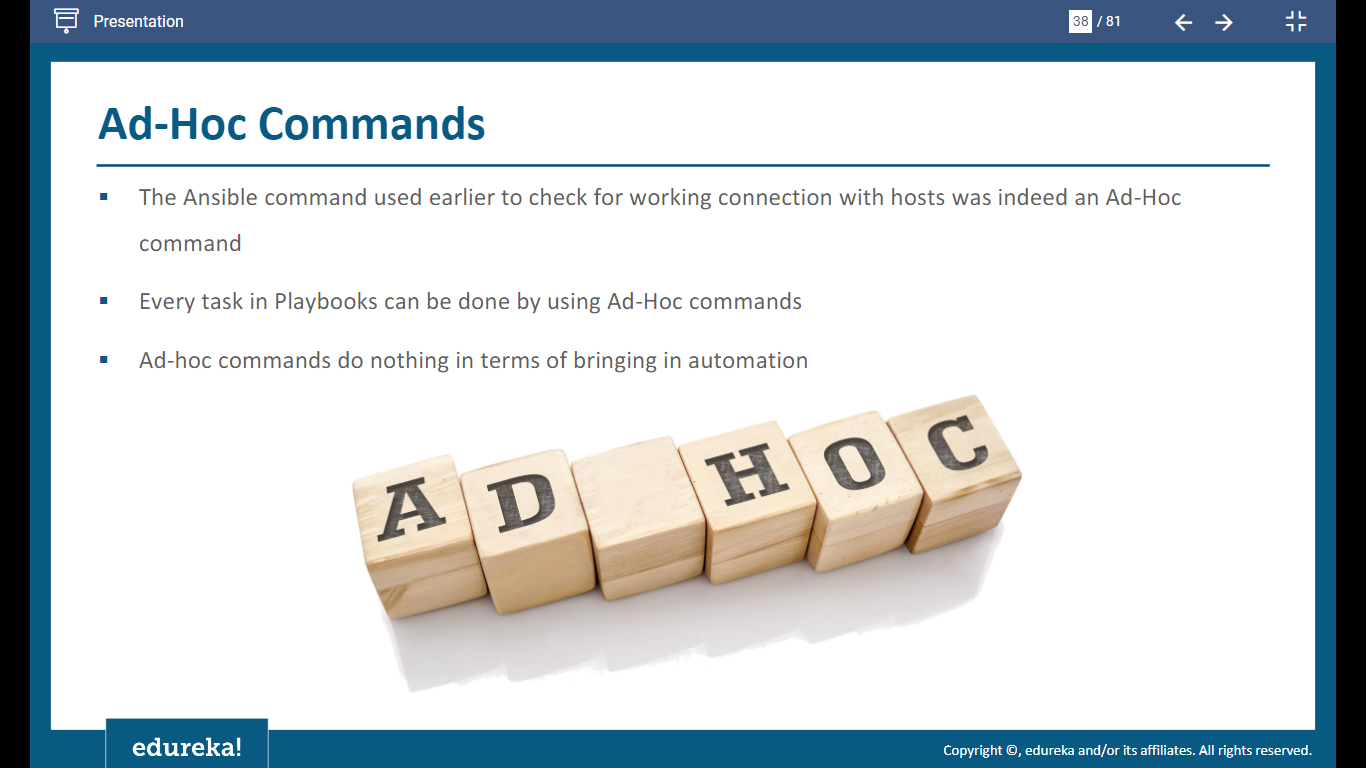 Presentation
38 / 81
Ad-Hoc Commands
▪ The Ansible command used earlier to check for working connection with hosts was indeed an Ad-Hoc
command
▪ Every task in Playbooks can be done by using Ad-Hoc commands
▪ Ad-hoc commands do nothing in terms of bringing in automation
AD HOC
edureka!
Copyright ©, edureka and/or its affiliates. All rights reserved.